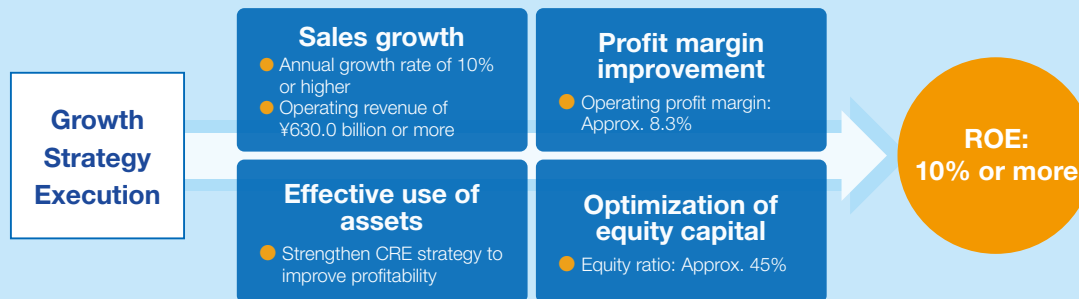 Growth
Strategy
Execution
Sales growth
Annual growth rate of 10%
or higher
Operating revenue of
¥630.0 billion or more
Profit margin
improvement
Operating profit margin:
Approx. 8.3%
Effective use of
assets
Strengthen CRE strategy to
improve profitability
Optimization of
equity capital
Equity ratio: Approx. 45%
ROE:
10% or more